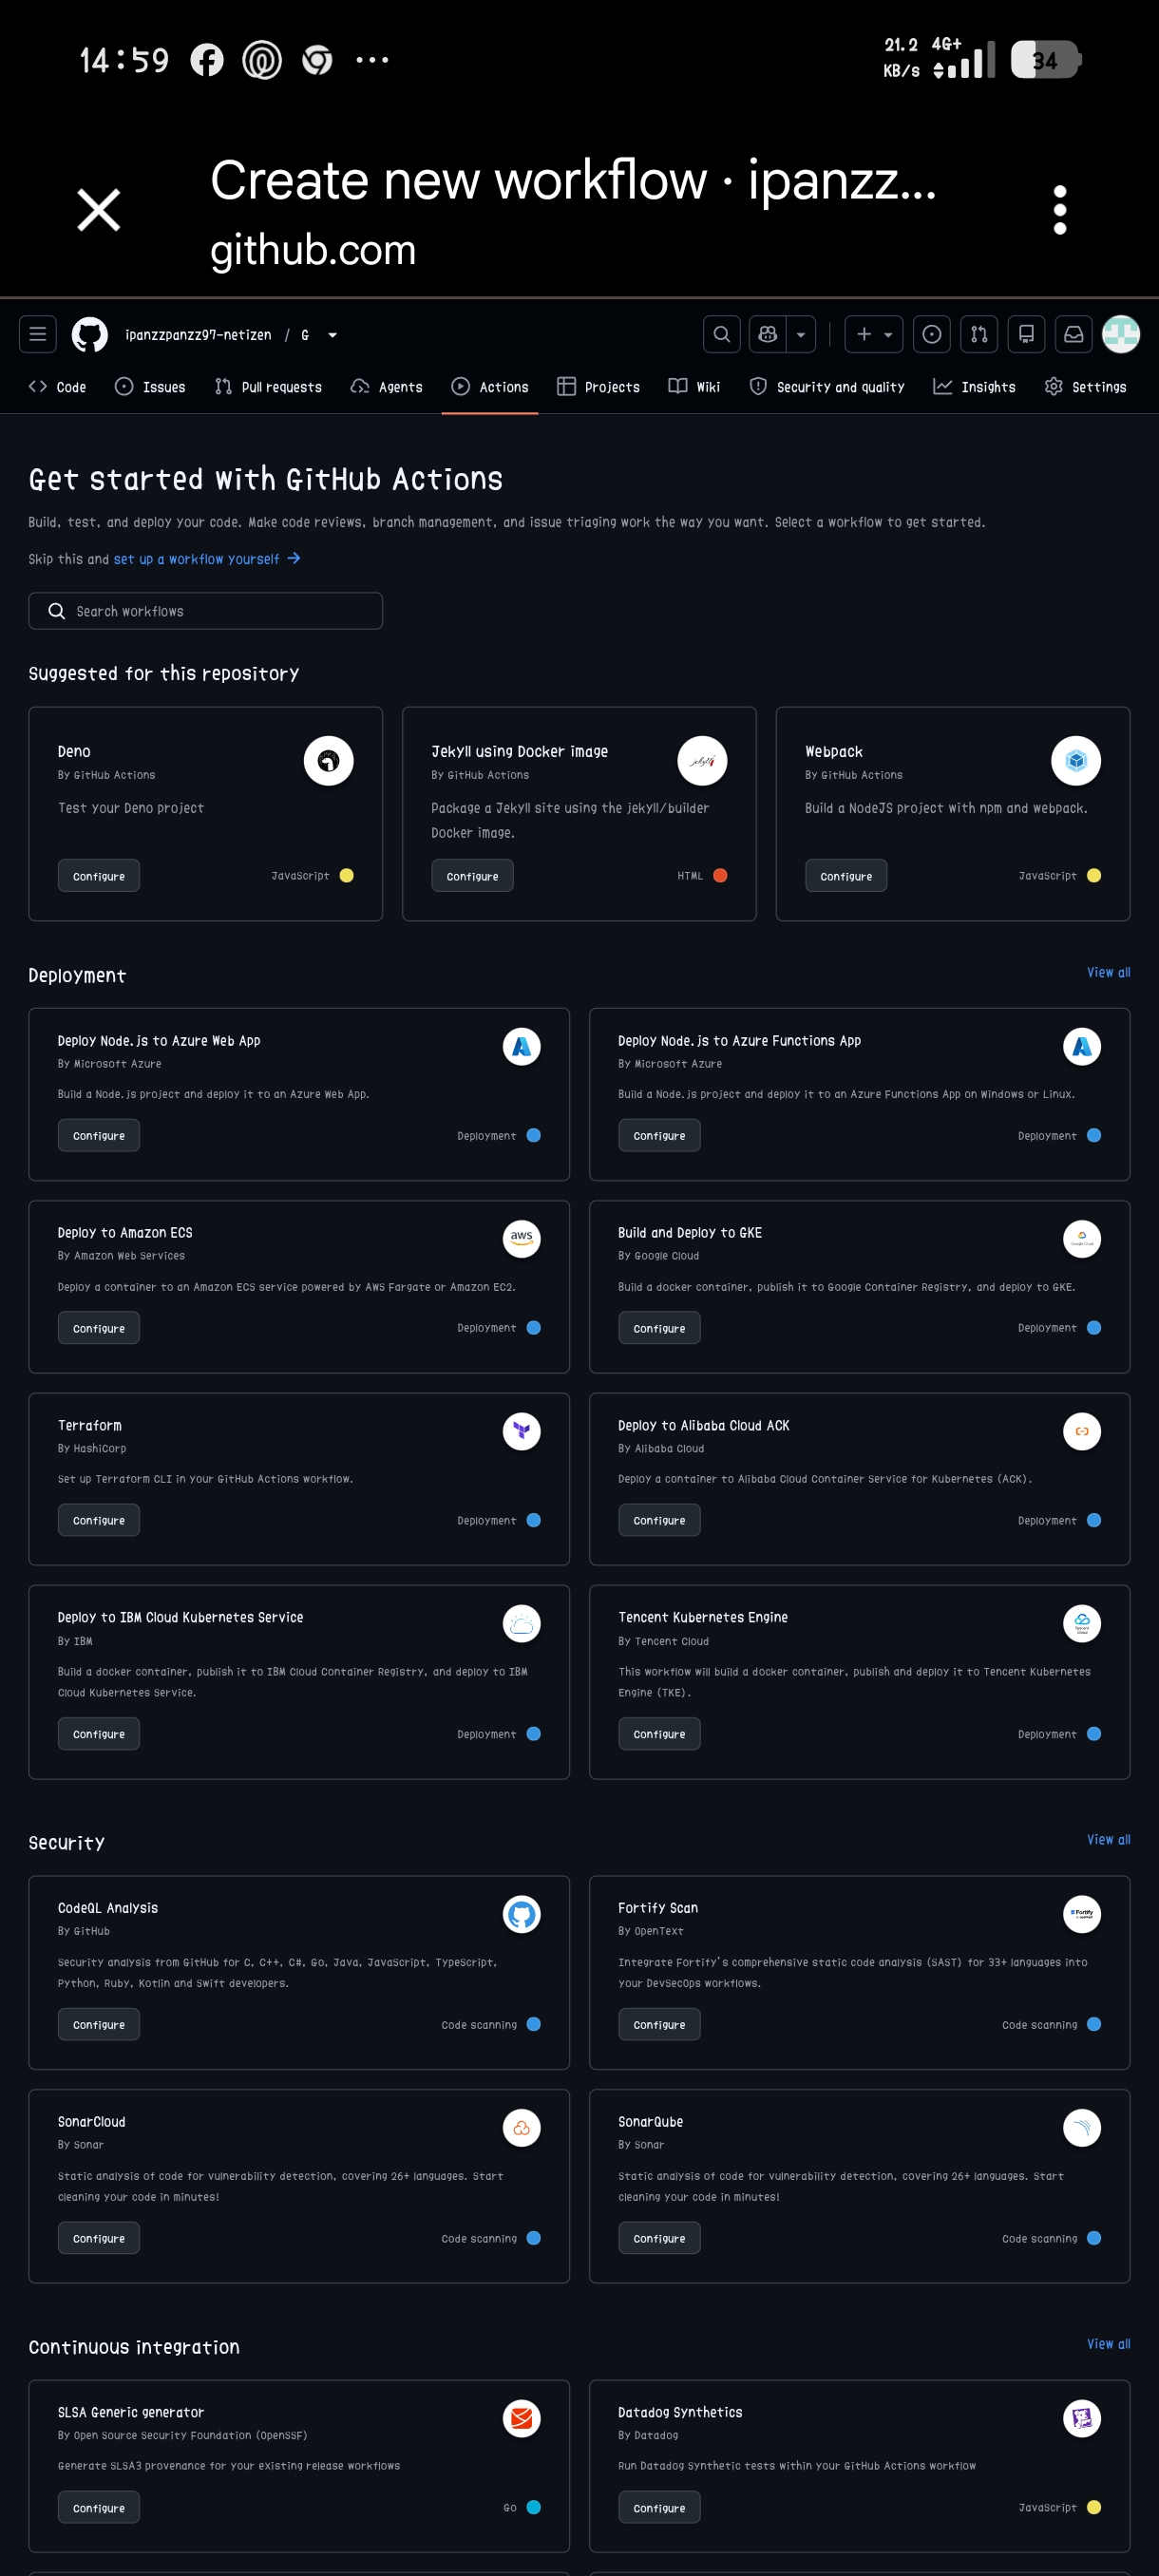 14:59
21.2 KB/s 4G+ 34
Create new workflow · ipanzz...
github.com
ipanzzpanzz97-netizen / G
Code Issues Pull requests Agents Actions Projects Wiki Security and quality Insights Settings
Get started with GitHub Actions
Build, test, and deploy your code. Make code reviews, branch management, and issue triaging work the way you want. Select a workflow to get started.
Skip this and set up a workflow yourself →
Search workflows
Suggested for this repository
Deno
By GitHub Actions
Test your Deno project
Configure
JavaScript
Jekyll using Docker image
By GitHub Actions
Package a Jekyll site using the jekyll/builder
Docker image.
Configure
HTML
Webpack
By GitHub Actions
Build a NodeJS project with npm and webpack.
Configure
JavaScript
Deployment
View all
Deploy Node.js to Azure Web App
By Microsoft Azure
Build a Node.js project and deploy it to an Azure Web App.
Configure
Deployment
Deploy Node.js to Azure Functions App
By Microsoft Azure
Build a Node.js project and deploy it to an Azure Functions App on Windows or Linux.
Configure
Deployment
Deploy to Amazon ECS
aws
By Amazon Web Services
Deploy a container to an Amazon ECS service powered by AWS Fargate or Amazon EC2.
Configure
Deployment
Build and Deploy to GKE
Google Cloud
By Google Cloud
Build a docker container, publish it to Google Container Registry, and deploy to GKE.
Configure
Deployment
Terraform
By HashiCorp
Set up Terraform CLI in your GitHub Actions workflow.
Configure
Deployment
Deploy to Alibaba Cloud ACK
By Alibaba Cloud
Deploy a container to Alibaba Cloud Container Service for Kubernetes (ACK).
Configure
Deployment
Deploy to IBM Cloud Kubernetes Service
By IBM
Build a docker container, publish it to IBM Cloud Container Registry, and deploy to IBM
Cloud Kubernetes Service.
Configure
Deployment
Tencent Kubernetes Engine
Tencent
Cloud
By Tencent Cloud
This workflow will build a docker container, publish and deploy it to Tencent Kubernetes
Engine (TKE).
Configure
Deployment
Security
View all
CodeQL Analysis
By GitHub
Security analysis from GitHub for C, C++, C#, Go, Java, JavaScript, TypeScript,
Python, Ruby, Kotlin and Swift developers.
Configure
Code scanning
Fortify Scan
Fortify
By OpenText
Integrate Fortify's comprehensive static code analysis (SAST) for 33+ languages into
your DevSecOps workflows.
Configure
Code scanning
SonarCloud
By Sonar
Static analysis of code for vulnerability detection, covering 26+ languages. Start
cleaning your code in minutes!
Configure
Code scanning
SonarQube
By Sonar
Static analysis of code for vulnerability detection, covering 26+ languages. Start
cleaning your code in minutes!
Configure
Code scanning
Continuous integration
View all
SLSA Generic generator
By Open Source Security Foundation (OpenSSF)
Generate SLSA3 provenance for your existing release workflows
Configure
Go
Datadog Synthetics
By Datadog
Run Datadog Synthetic tests within your GitHub Actions workflow
Configure
JavaScript